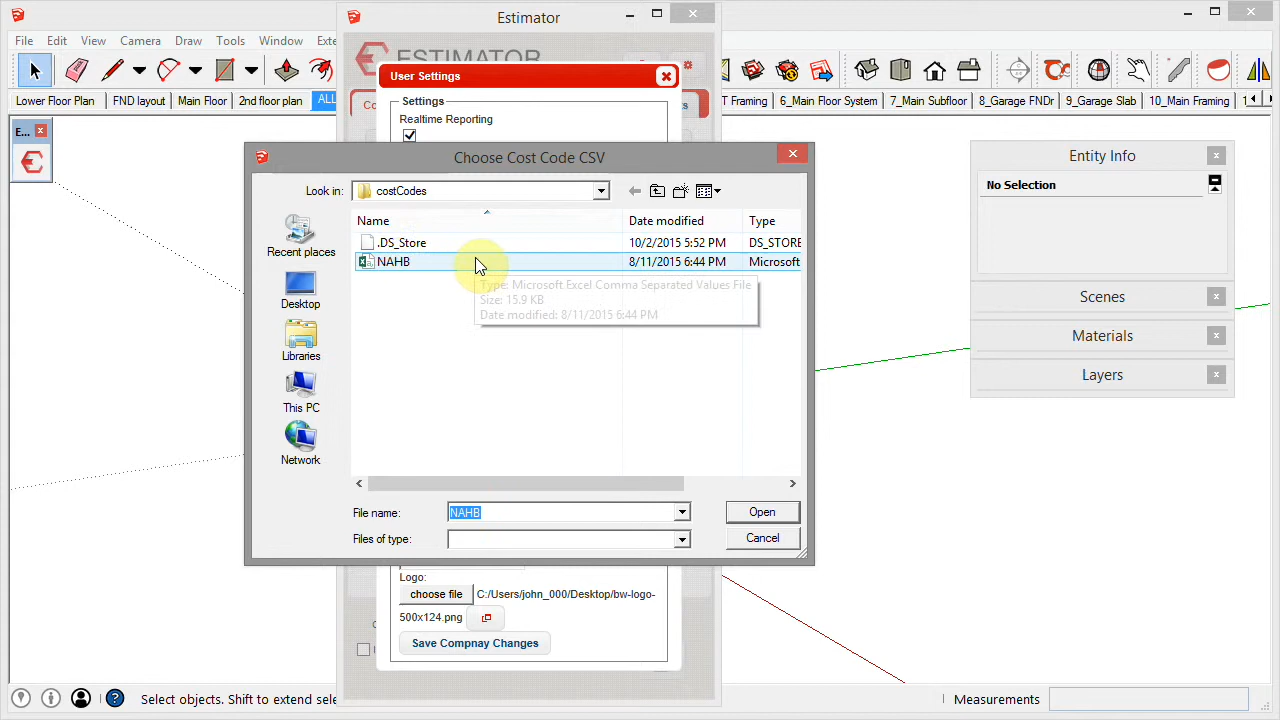 Estimator
File Edit View Camera Draw Tools Window
ESTIMATOR
User Settings
Lower Floor Plan FND layout Main Floor 2nd floor plan 6_Main Floor System 7_Main Subfloor 8_Garage FNDr 9_Garage gb 10_Main Framing
Settings
Realtime Reporting
E...
Choose Cost Code CSV
Entity Info
No Selection
Look in: costCodes
Name Date modified Type
.DS_Store 10/2/2015 5:52 PM DS_STORE
NAHB 8/11/2015 6:44 PM Microsoft
Type: Microsoft Excel Comma Separated Values File
Size: 15.9 KB
Date modified: 8/11/2015 6:44 PM
Recent places
Desktop
Libraries
This PC
Network
Scenes
Materials
Layers
File name: NAHB Open
Files of type: Cancel
Logo:
choose file C:/Users/john_000/Desktop/bw-logo-
500x124.png
Save Compnay Changes
Select objects. Shift to extend sele
Measurements